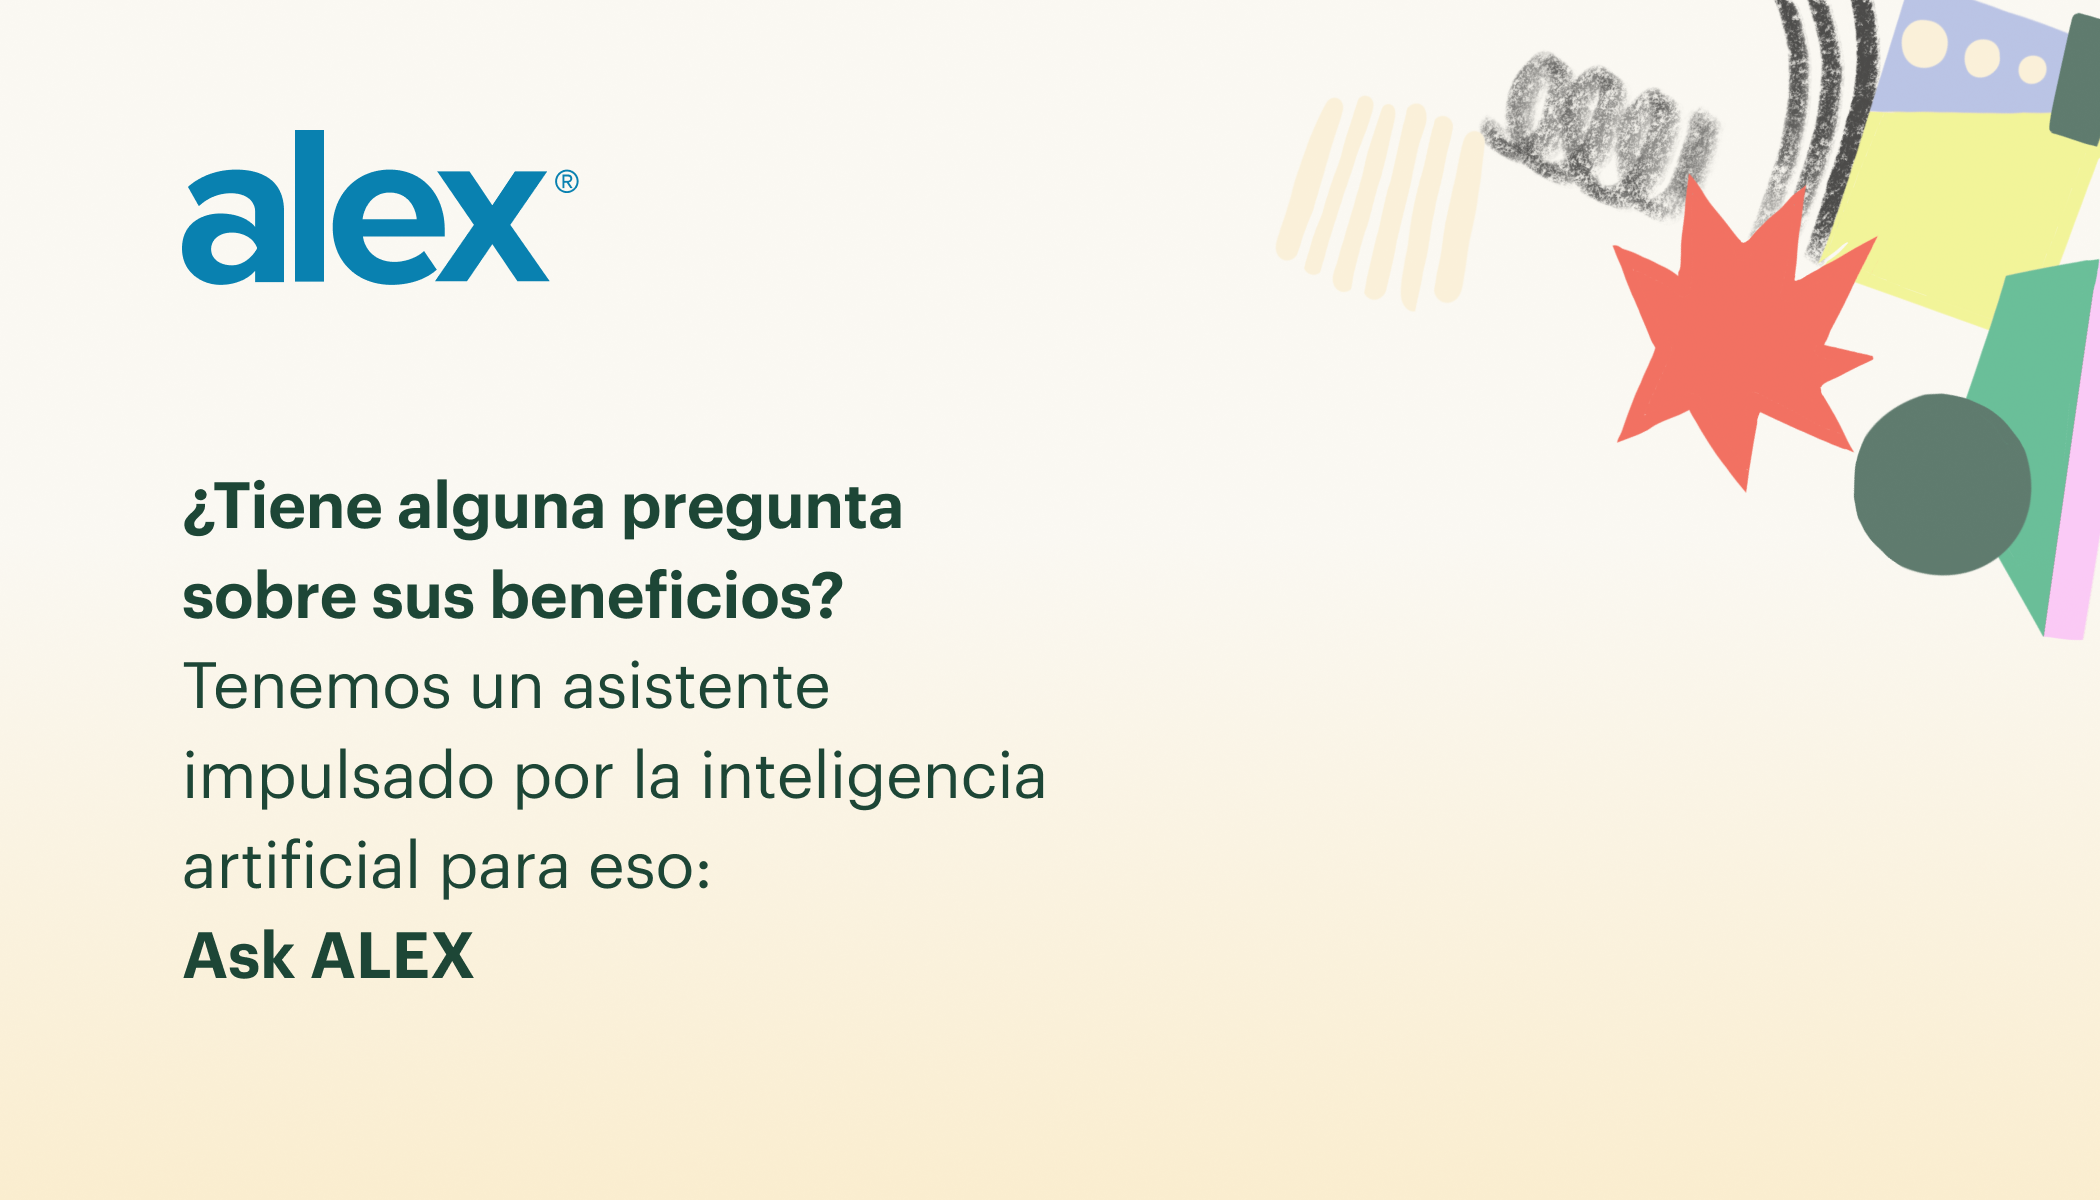 alex®
¿Tiene alguna pregunta
sobre sus beneficios?
Tenemos un asistente
impulsado por la inteligencia
artificial para eso:
Ask ALEX